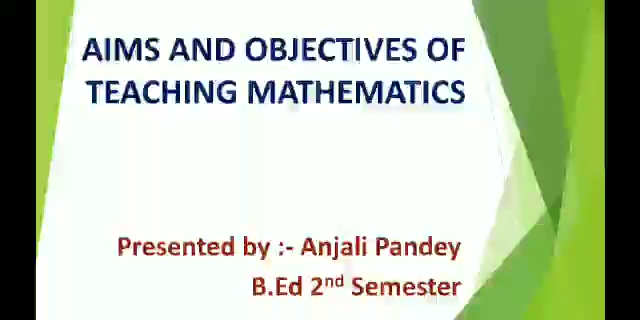 AIMS AND OBJECTIVES OF
TEACHING MATHEMATICS
Presented by :- Anjali Pandey
B.Ed 2nd Semester